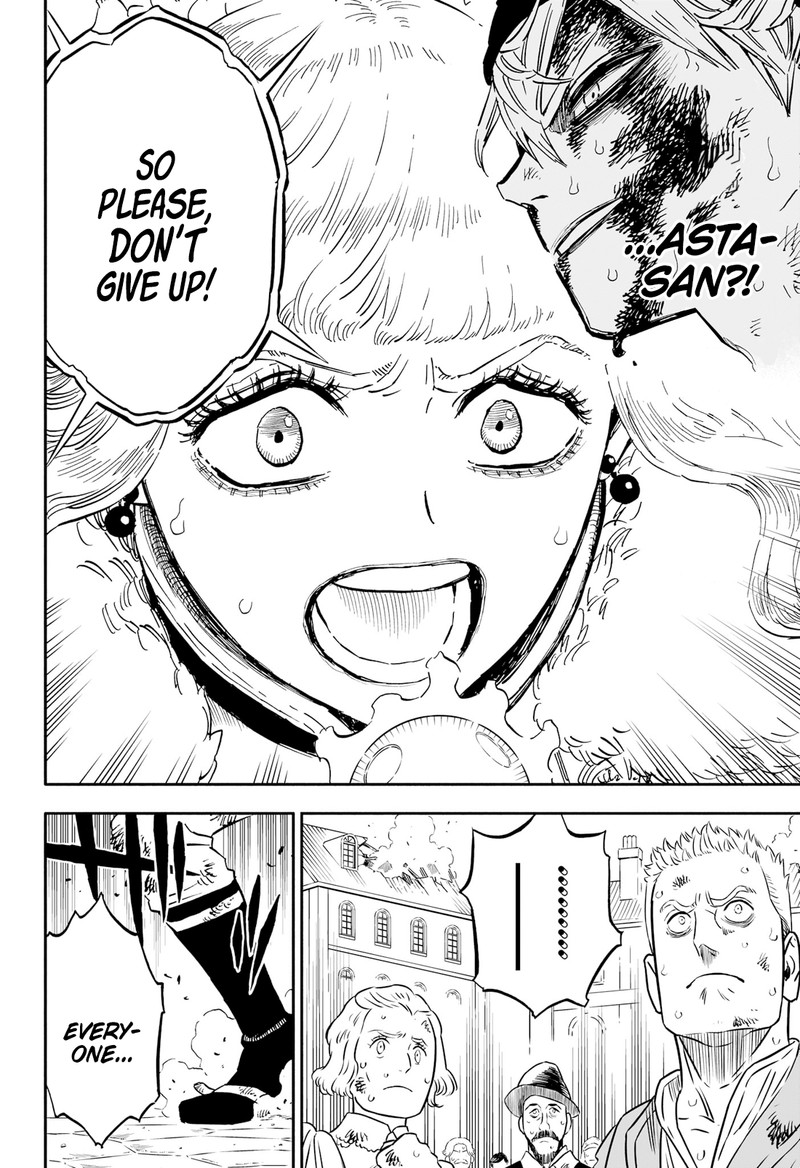 SO
PLEASE,
DON'T
GIVE UP!
...ASTA-
SAN?!
EVERY-
ONE...